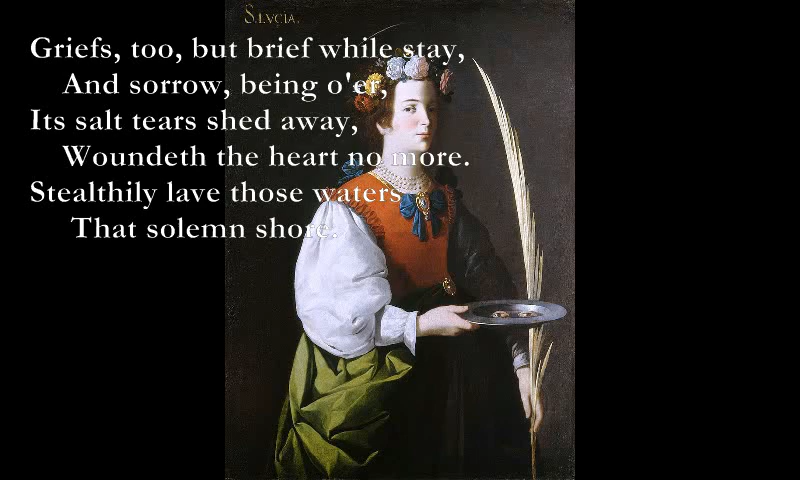 S. LVCIA.
Griefs, too, but brief while stay,
And sorrow, being o'er,
Its salt tears shed away,
Woundeth the heart no more.
Stealthily lave those waters
That solemn shore.